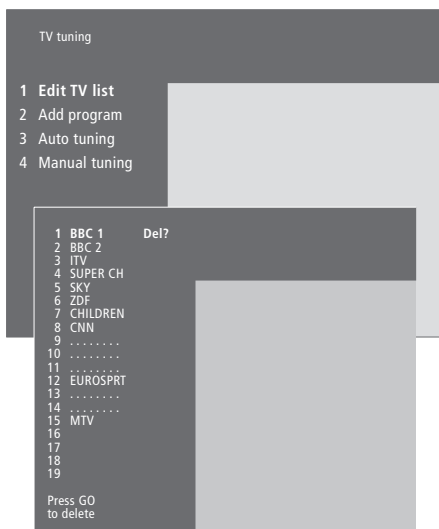 TV tuning
1 Edit TV list
2 Add program
3 Auto tuning
4 Manual tuning
1 BBC 1 Del?
2 BBC 2
3 ITV
4 SUPER CH
5 SKY
6 ZDF
7 CHILDREN
8 CNN
9 ........
10 ........
11 ........
12 EUROSPRT
13 ........
14 ........
15 MTV
16
17
18
19
Press GO
to delete